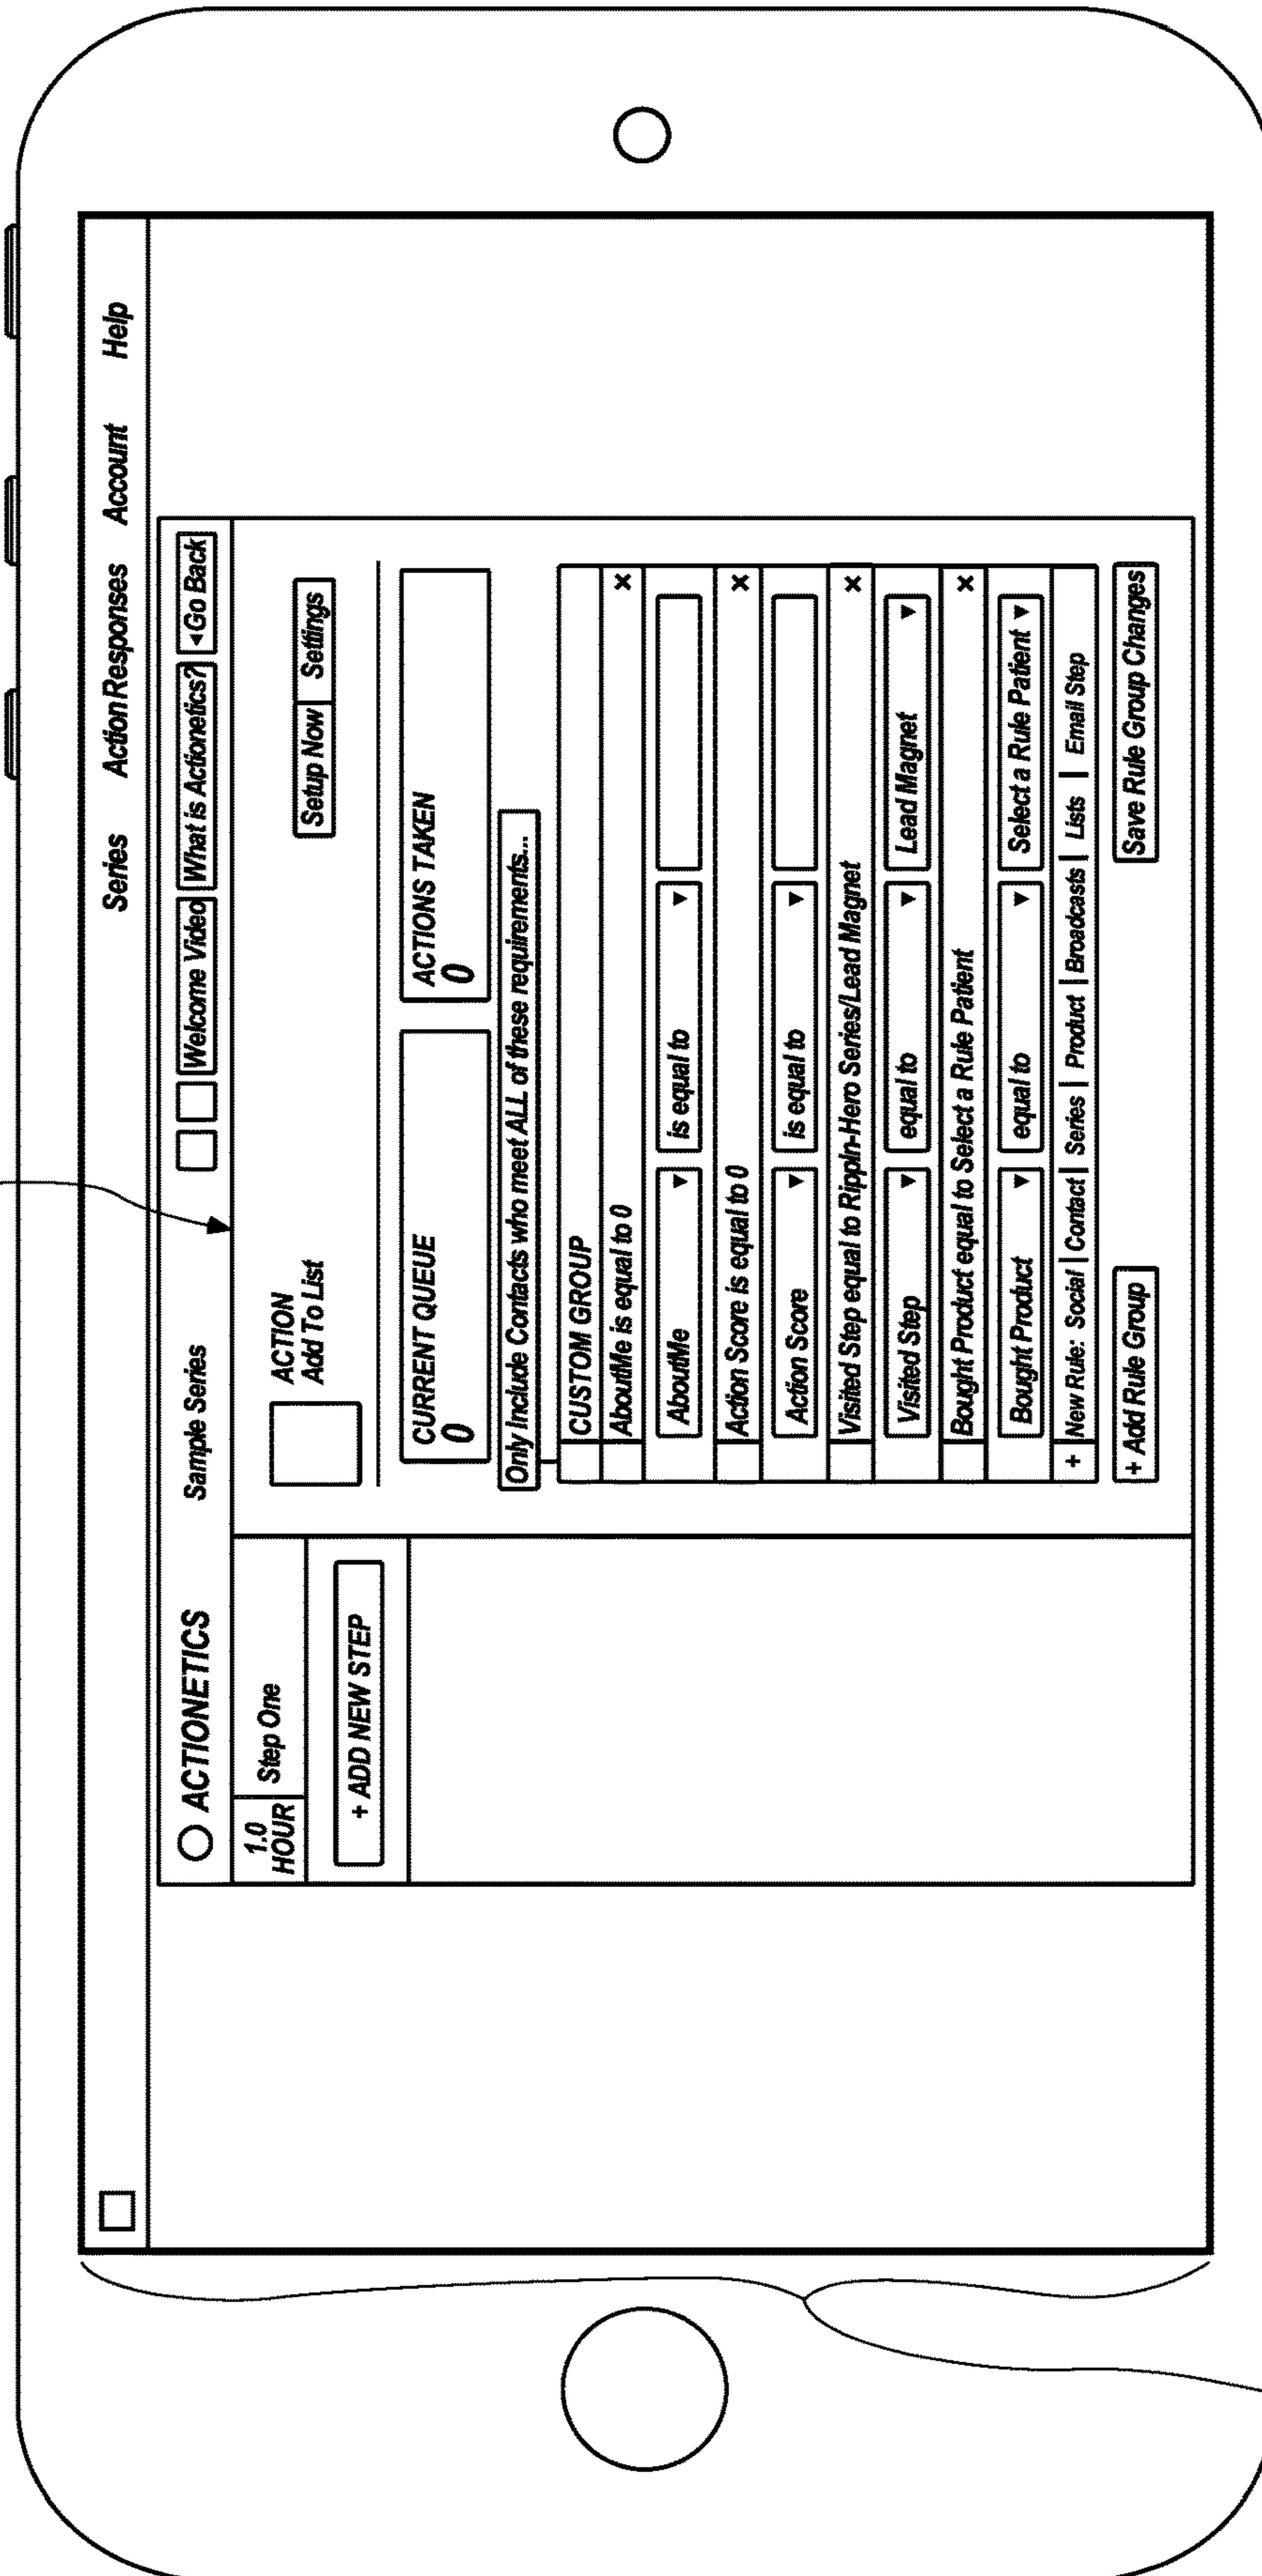 Series ActionResponses Account Help
ACTIONETICS Sample Series Welcome Video What is Actionetics? ◂Go Back
1.0 HOUR Step One
+ ADD NEW STEP
ACTION
Add To List
Setup Now Settings
CURRENT QUEUE
0
ACTIONS TAKEN
0
Only Include Contacts who meet ALL of these requirements...
CUSTOM GROUP
AboutMe is equal to 0 ×
AboutMe ▾ is equal to ▾
Action Score is equal to 0 ×
Action Score ▾ is equal to ▾
Visited Step equal to RippIn-Hero Series/Lead Magnet ×
Visited Step ▾ equal to ▾ Lead Magnet ▾
Bought Product equal to Select a Rule Patient ×
Bought Product ▾ equal to ▾ Select a Rule Patient ▾
+ New Rule: Social | Contact | Series | Product | Broadcasts | Lists | Email Step
+ Add Rule Group Save Rule Group Changes